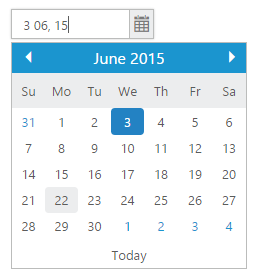 3 06, 15
June 2015
Su Mo Tu We Th Fr Sa
31 1 2 3 4 5 6
7 8 9 10 11 12 13
14 15 16 17 18 19 20
21 22 23 24 25 26 27
28 29 30 1 2 3 4
Today